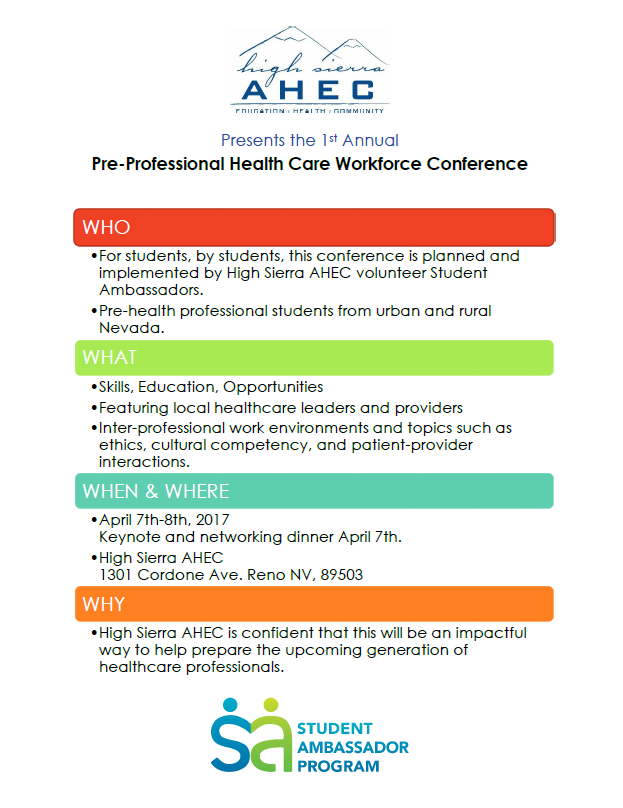 high sierra
AHEC
EDUCATION / HEALTH / COMMUNITY
Presents the 1st Annual
Pre-Professional Health Care Workforce Conference
WHO
•For students, by students, this conference is planned and
implemented by High Sierra AHEC volunteer Student
Ambassadors.
•Pre-health professional students from urban and rural
Nevada.
WHAT
•Skills, Education, Opportunities
•Featuring local healthcare leaders and providers
•Inter-professional work environments and topics such as
ethics, cultural competency, and patient-provider
interactions.
WHEN & WHERE
•April 7th-8th, 2017
Keynote and networking dinner April 7th.
•High Sierra AHEC
1301 Cordone Ave. Reno NV, 89503
WHY
•High Sierra AHEC is confident that this will be an impactful
way to help prepare the upcoming generation of
healthcare professionals.
sa
STUDENT
AMBASSADOR
PROGRAM